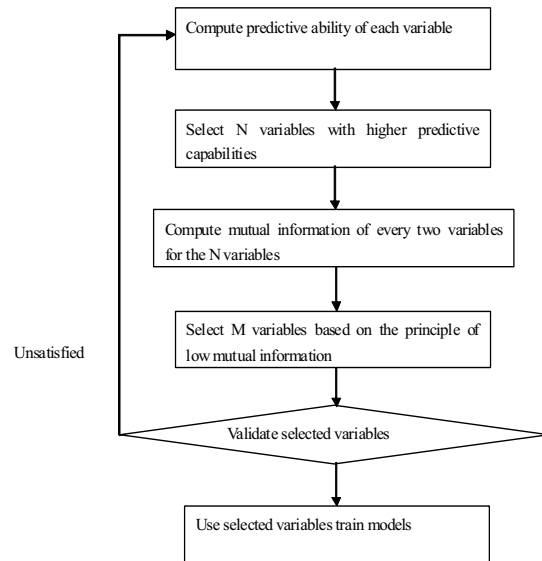 Compute predictive ability of each variable
Select N variables with higher predictive
capabilities
Compute mutual information of every two variables
for the N variables
Select M variables based on the principle of
low mutual information
Unsatisfied
Validate selected variables
Use selected variables train models